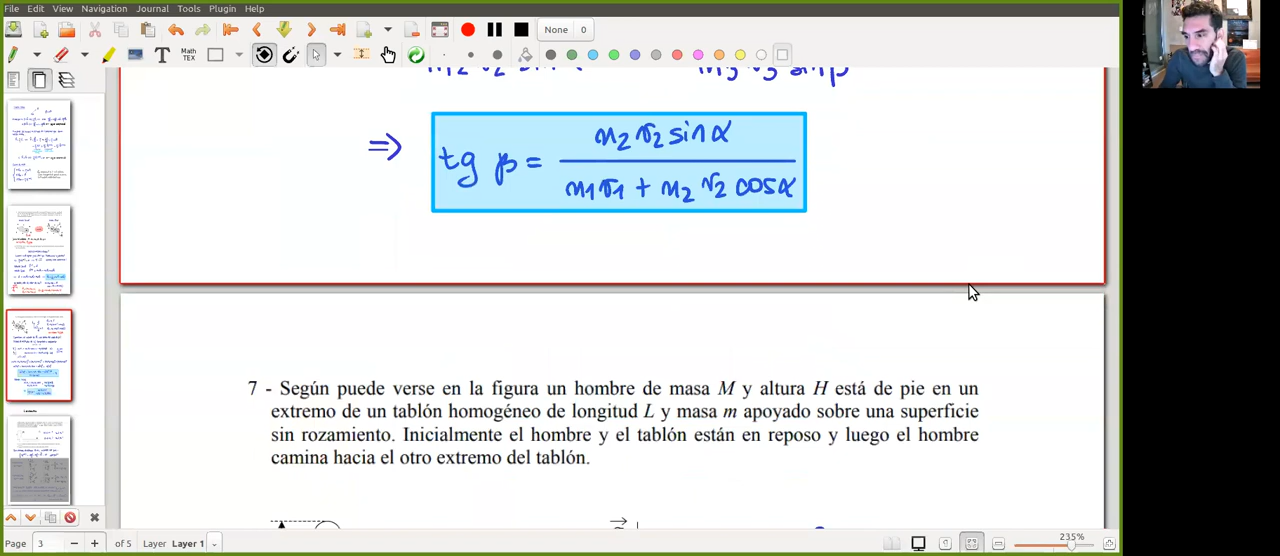 File Edit View Navigation Journal Tools Plugin Help
None 0
Math
TEX
⇒ tg β = m₂ v₂ sin α / m₁ v₁ + m₂ v₂ cos α
7 - Según puede verse en la figura un hombre de masa M y altura H está de pie en un
extremo de un tablón homogéneo de longitud L y masa m apoyado sobre una superficie
sin rozamiento. Inicialmente el hombre y el tablón están en reposo y luego el hombre
camina hacia el otro extremo del tablón.
Page 3 of 5 Layer Layer 1 235%